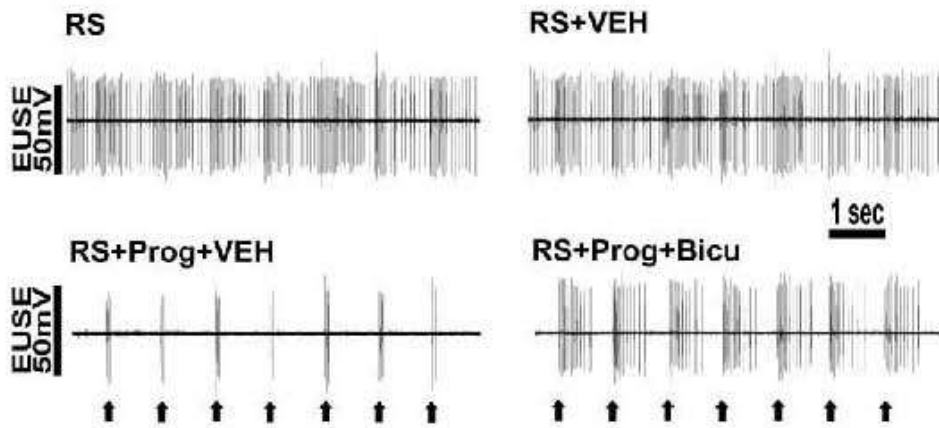 RS
RS+VEH
EUSE
50mV
1 sec
RS+Prog+VEH
RS+Prog+Bicu
EUSE
50mV